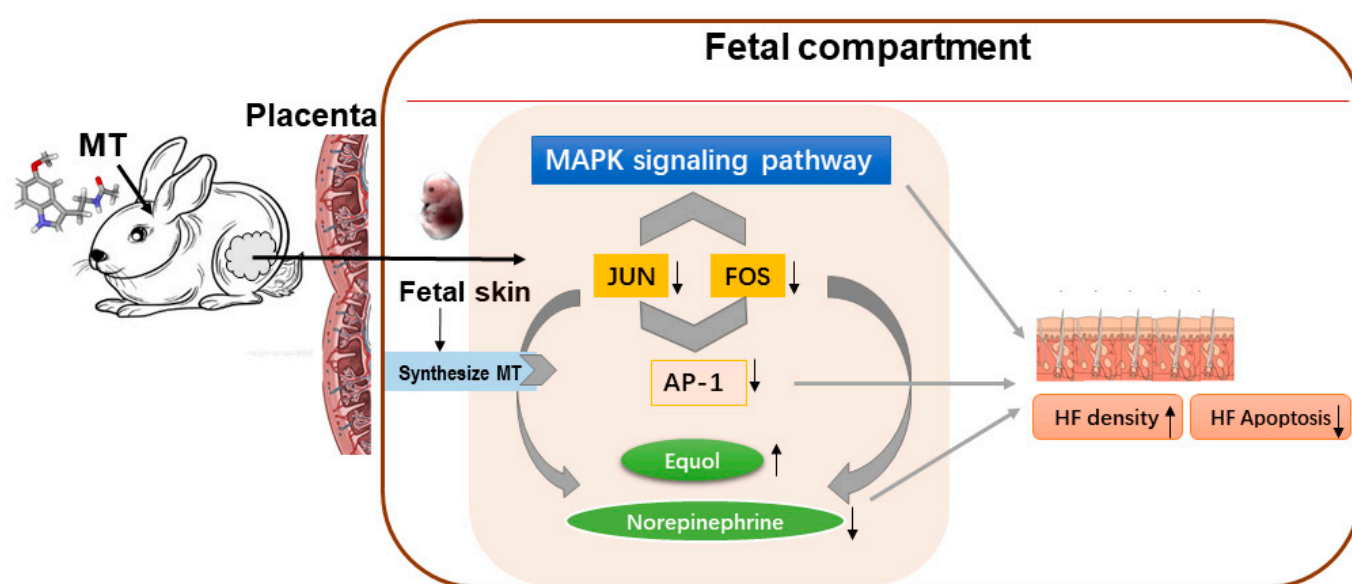 Fetal compartment
Placenta
MT
MAPK signaling pathway
JUN
FOS
Fetal skin
Synthesize MT
AP-1
HF density
HF Apoptosis
Equol
Norepinephrine